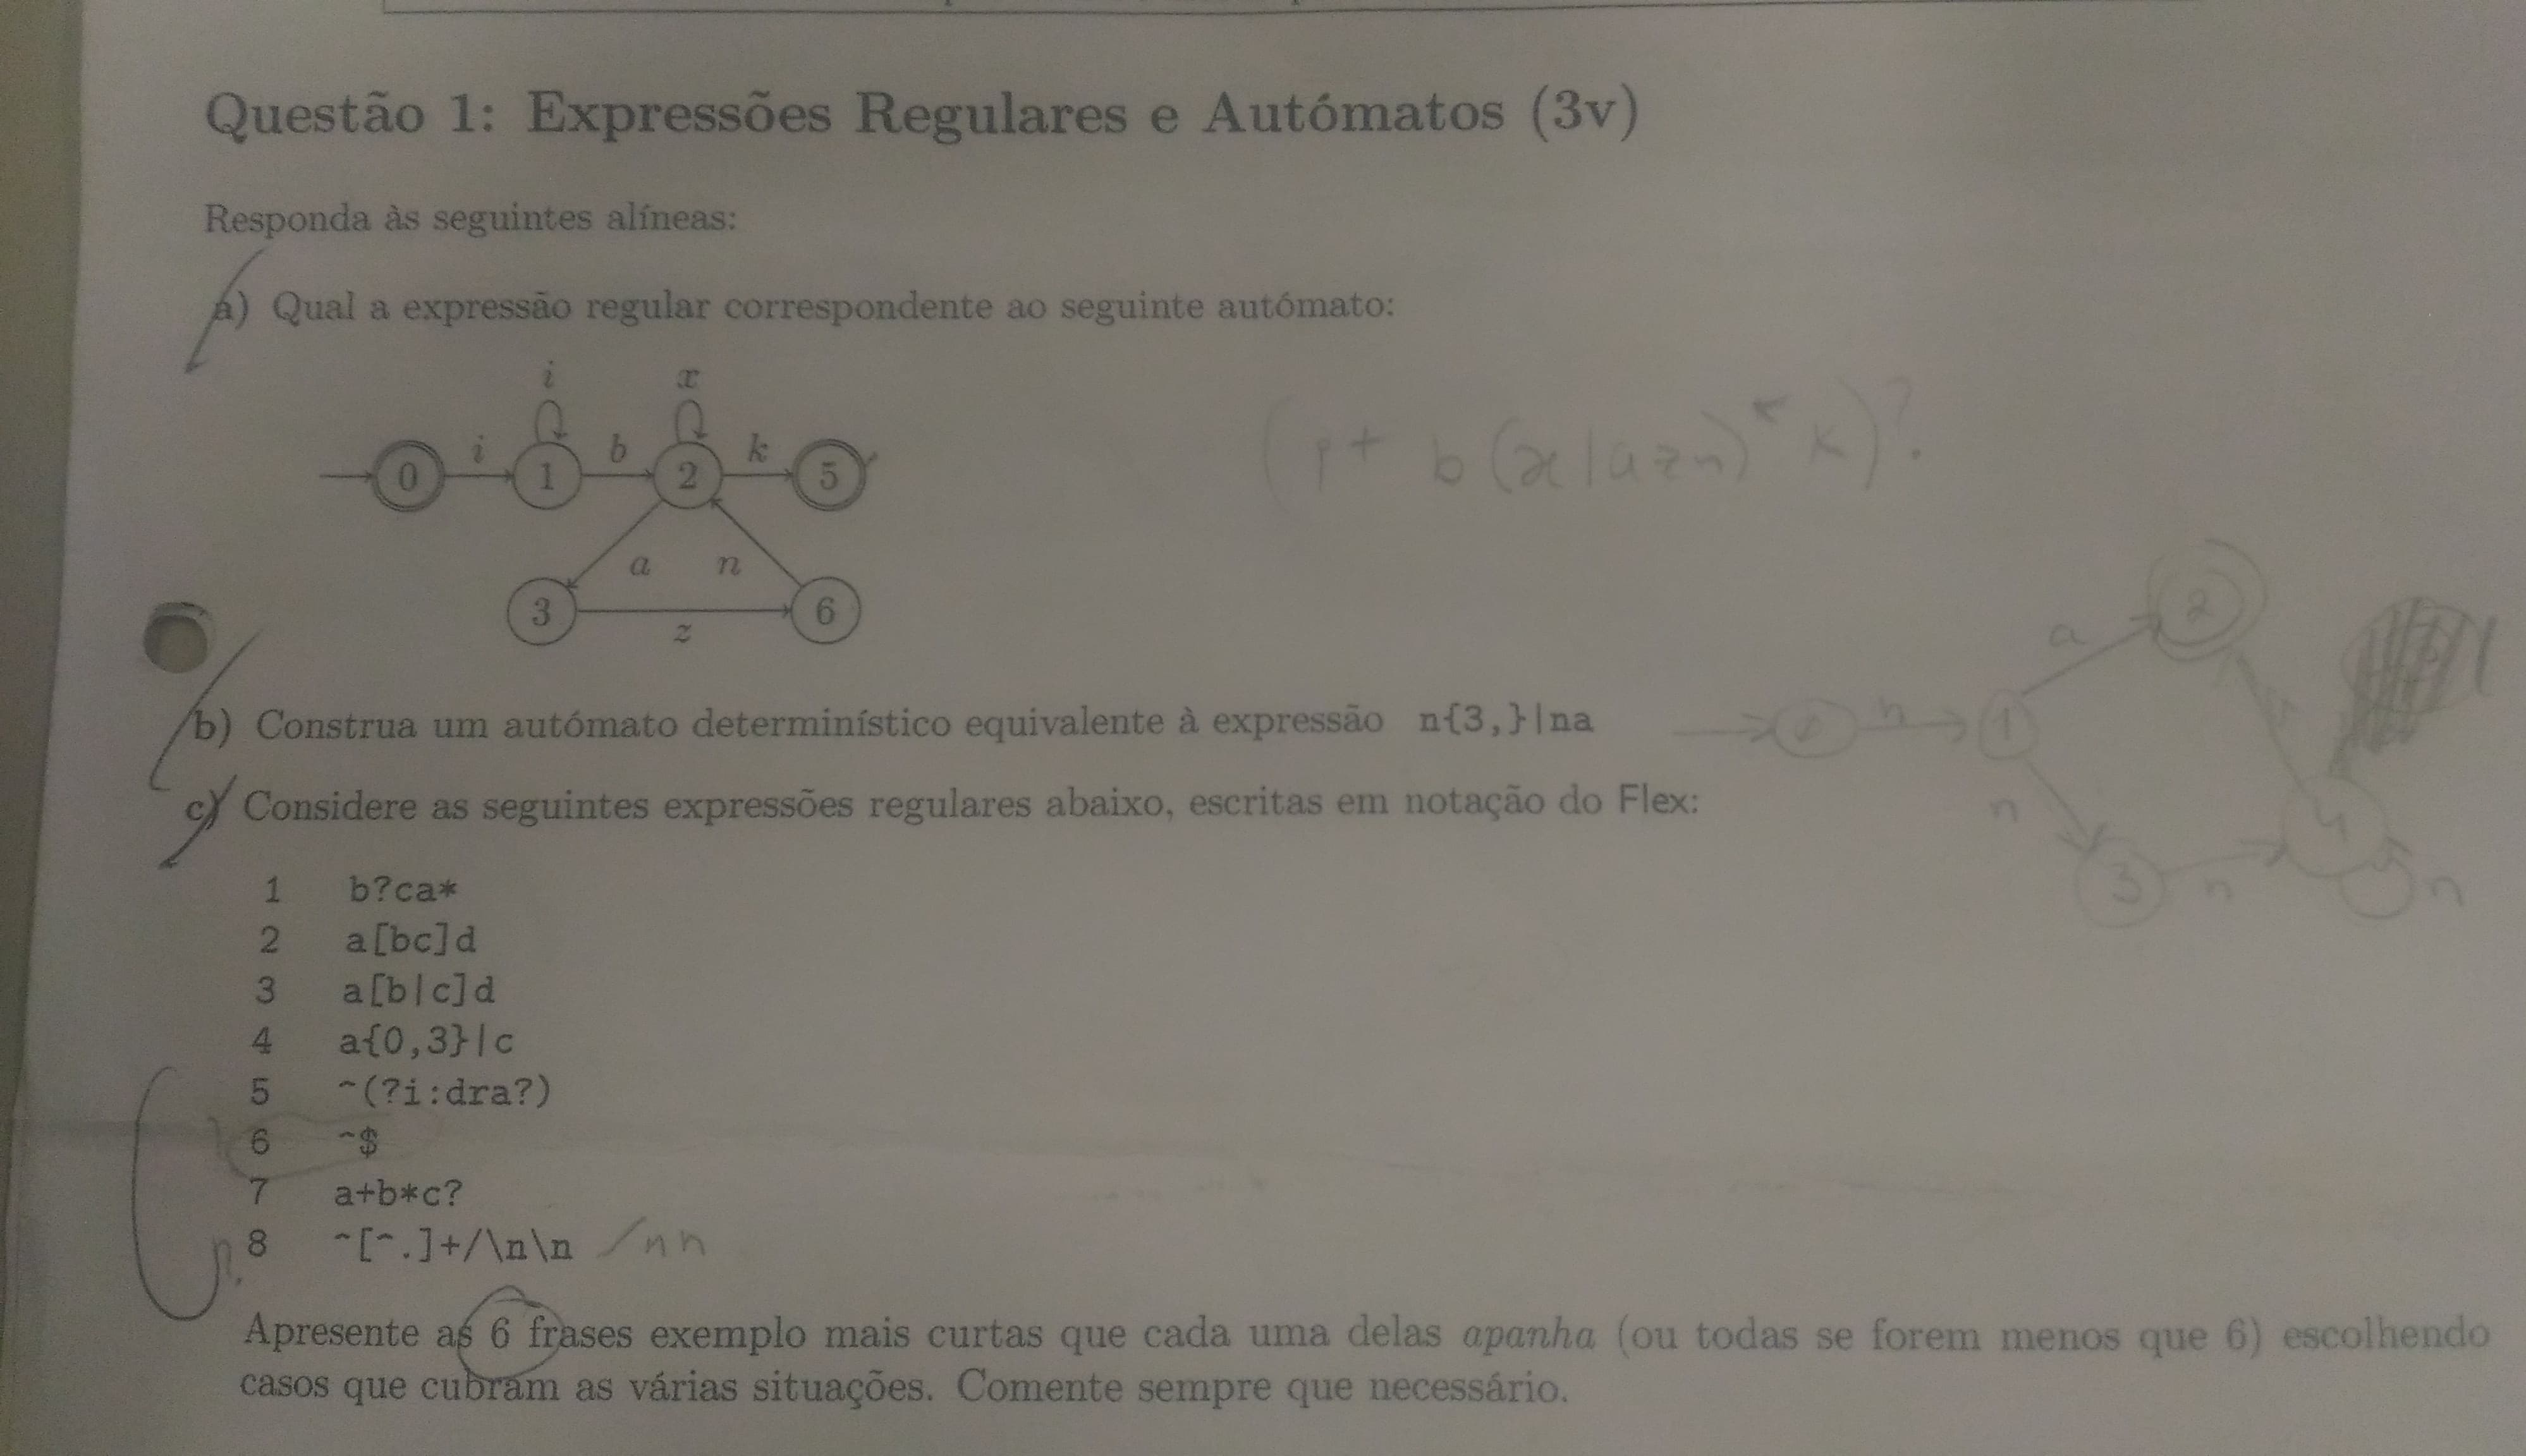 Questão 1: Expressões Regulares e Autómatos (3v)
Responda às seguintes alíneas:
a) Qual a expressão regular correspondente ao seguinte autómato:
i x
0 i 1 b 2 k 5
a n
3 z 6
( i+ b (x|azn)* k)?
b) Construa um autómato determinístico equivalente à expressão n{3,}|na
n 1 a 2
n 3 n 4 n
c) Considere as seguintes expressões regulares abaixo, escritas em notação do Flex:
1 b?ca*
2 a[bc]d
3 a[b|c]d
4 a{0,3}|c
5 ^(?i:dra?)
6 ^$
7 a+b*c?
8 ^[^.]+/\n\n /nn
Apresente as 6 frases exemplo mais curtas que cada uma delas apanha (ou todas se forem menos que 6) escolhendo
casos que cubram as várias situações. Comente sempre que necessário.